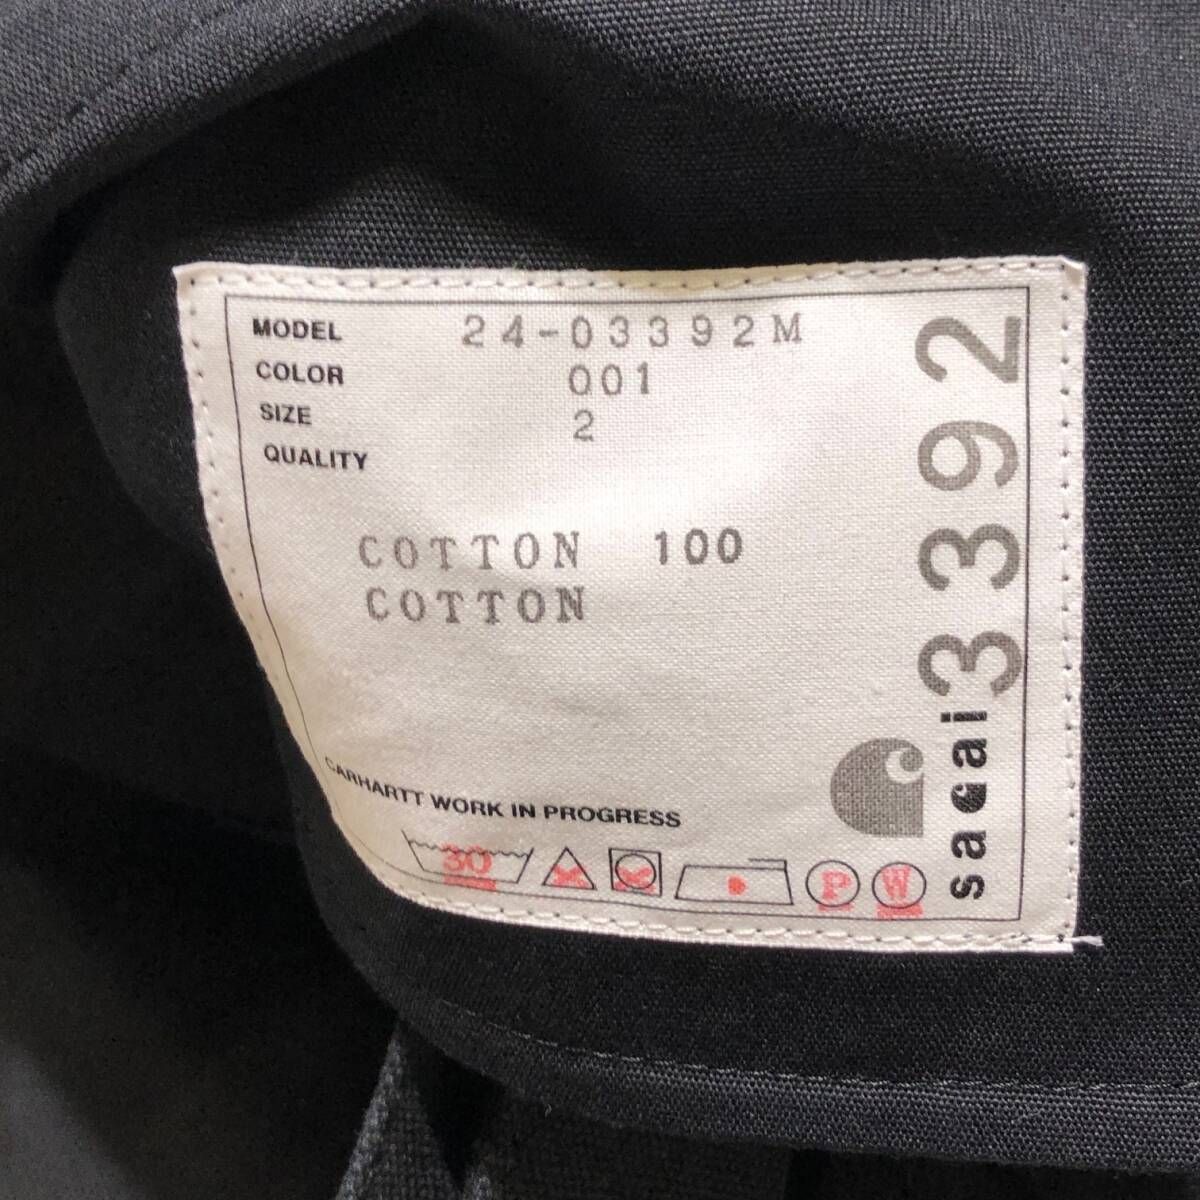 MODEL 24-03392M
COLOR 001
SIZE 2
QUALITY
COTTON 100
COTTON
CARHARTT WORK IN PROGRESS
30
P W
sacai 3392